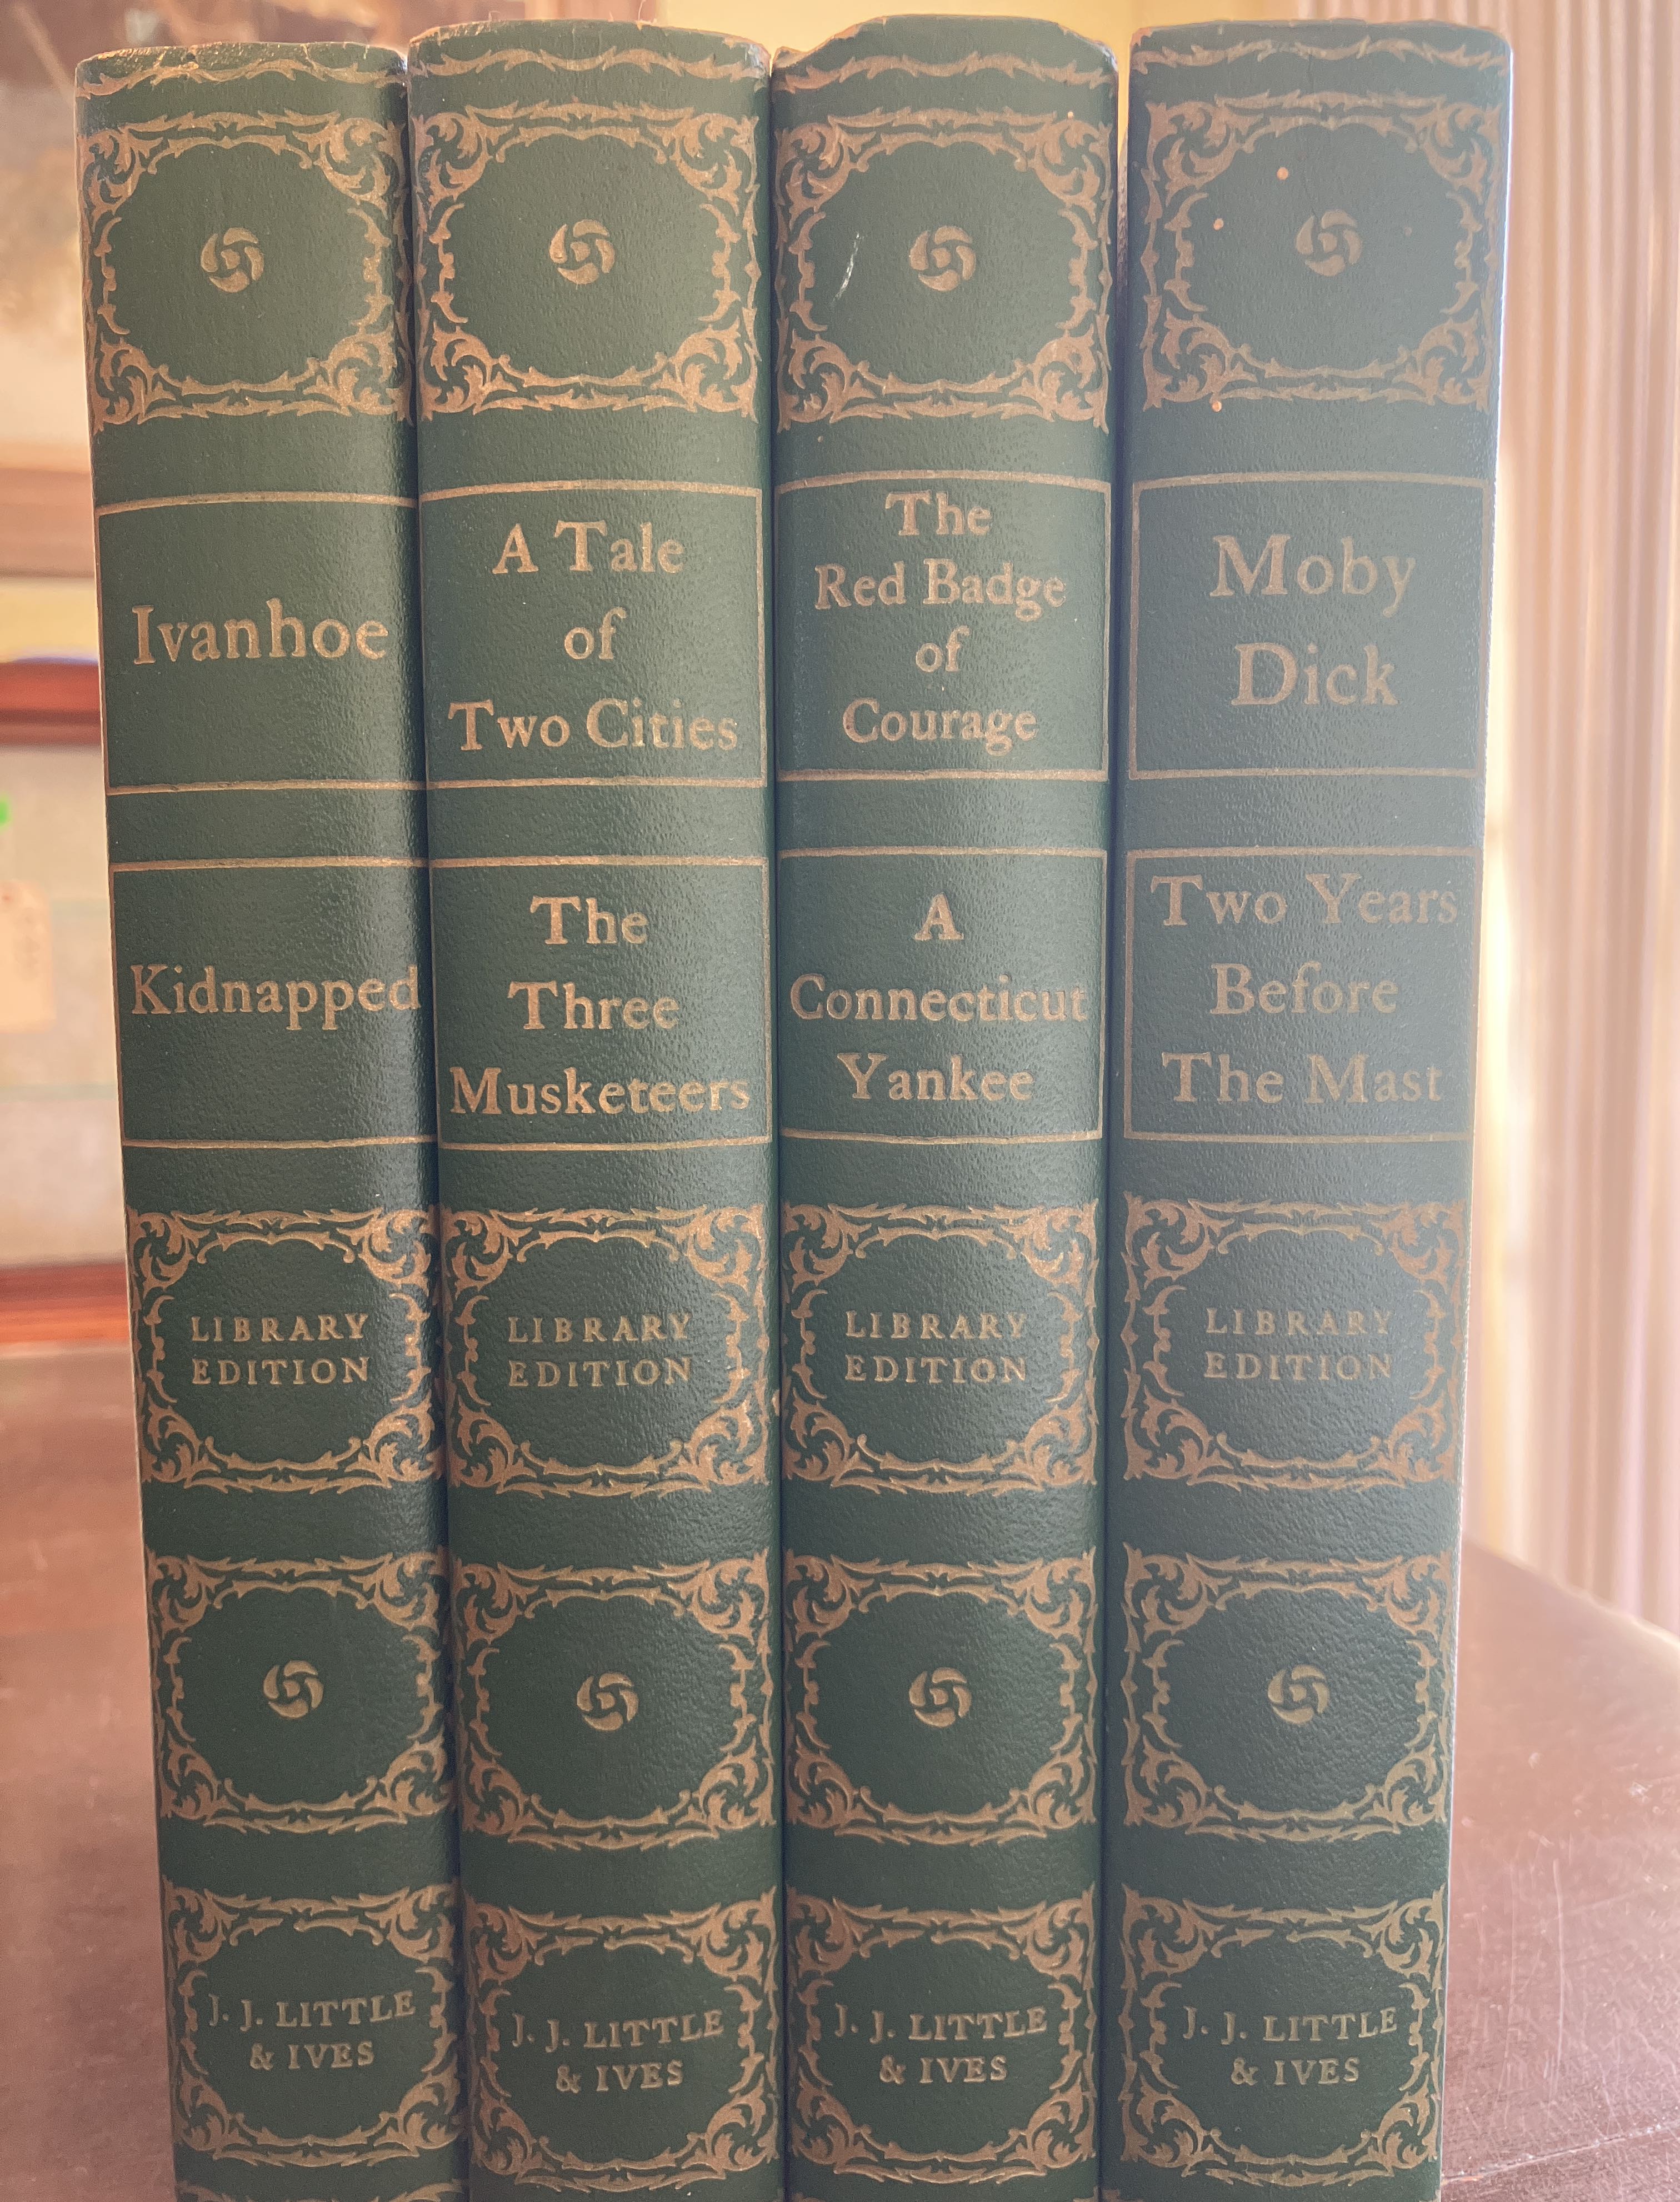 Ivanhoe
Kidnapped
LIBRARY
EDITION
J. J. LITTLE
& IVES
A Tale
of
Two Cities
The
Three
Musketeers
LIBRARY
EDITION
J. J. LITTLE
& IVES
The
Red Badge
of
Courage
A
Connecticut
Yankee
LIBRARY
EDITION
J. J. LITTLE
& IVES
Moby
Dick
Two Years
Before
The Mast
LIBRARY
EDITION
J. J. LITTLE
& IVES